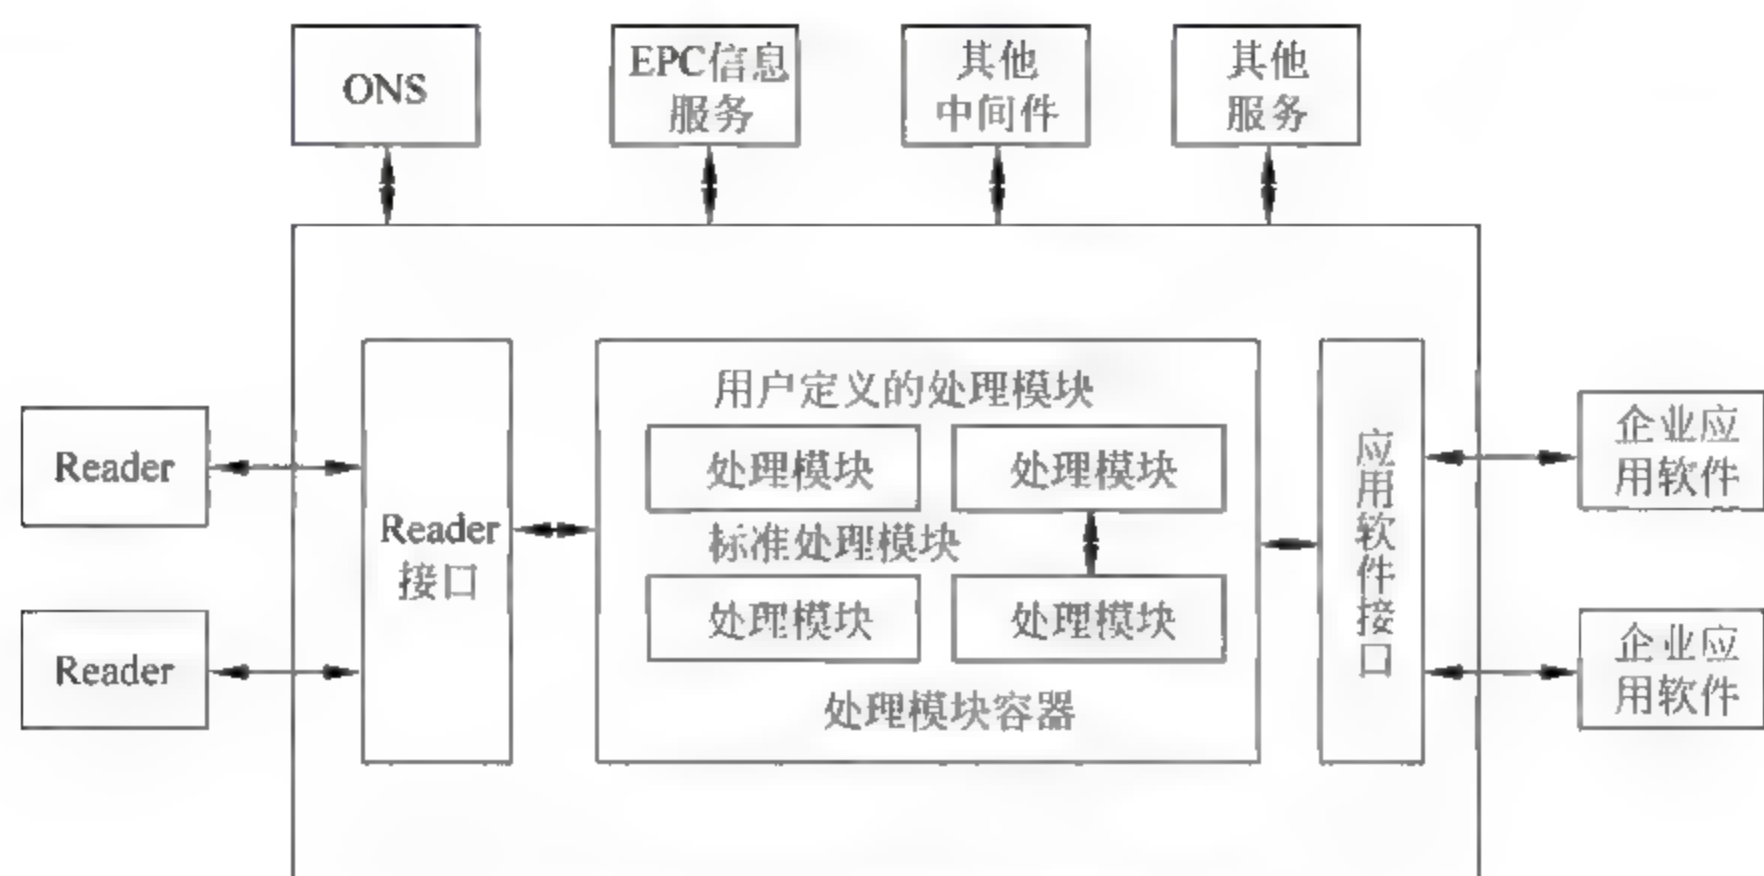 ONS
EPC信息
服务
其他
中间件
其他
服务
Reader
Reader
Reader
接口
用户定义的处理模块
处理模块
处理模块
标准处理模块
处理模块
处理模块
处理模块容器
应用软件接口
企业应
用软件
企业应
用软件